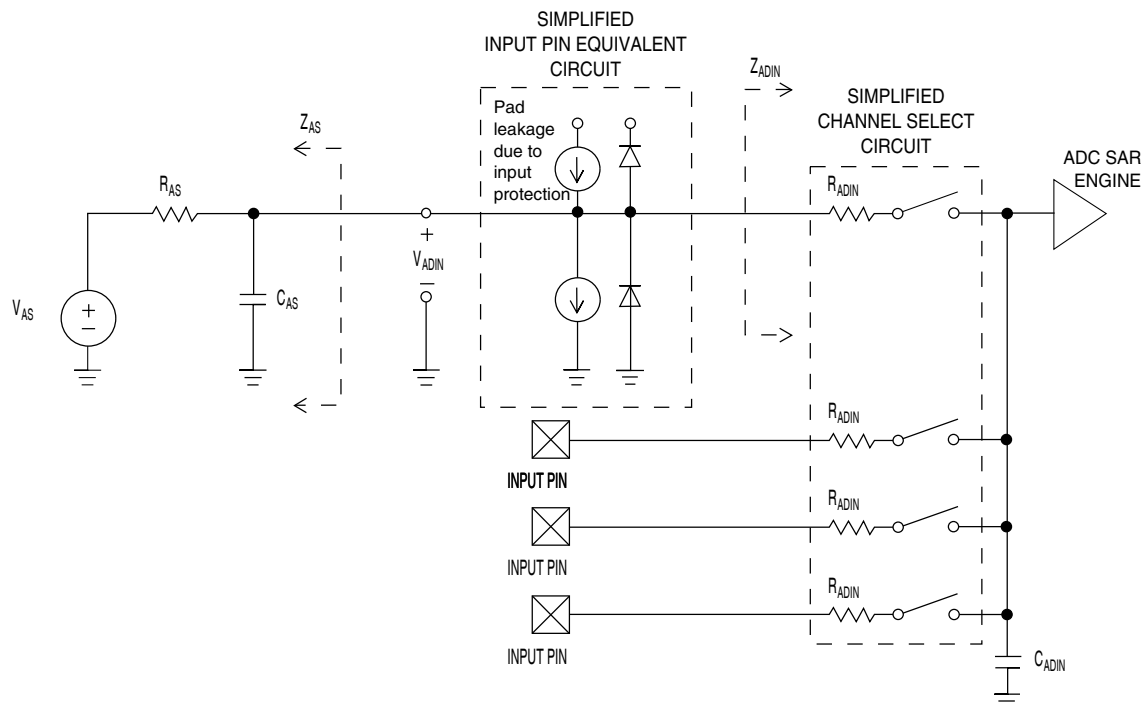 SIMPLIFIED
INPUT PIN EQUIVALENT
CIRCUIT
Z_ADIN
SIMPLIFIED
CHANNEL SELECT
CIRCUIT
Pad
leakage
due to
input
protection
Z_AS
R_AS
R_ADIN
ADC SAR
ENGINE
+
V_ADIN
−
V_AS
+
−
C_AS
R_ADIN
INPUT PIN
R_ADIN
INPUT PIN
R_ADIN
INPUT PIN
C_ADIN